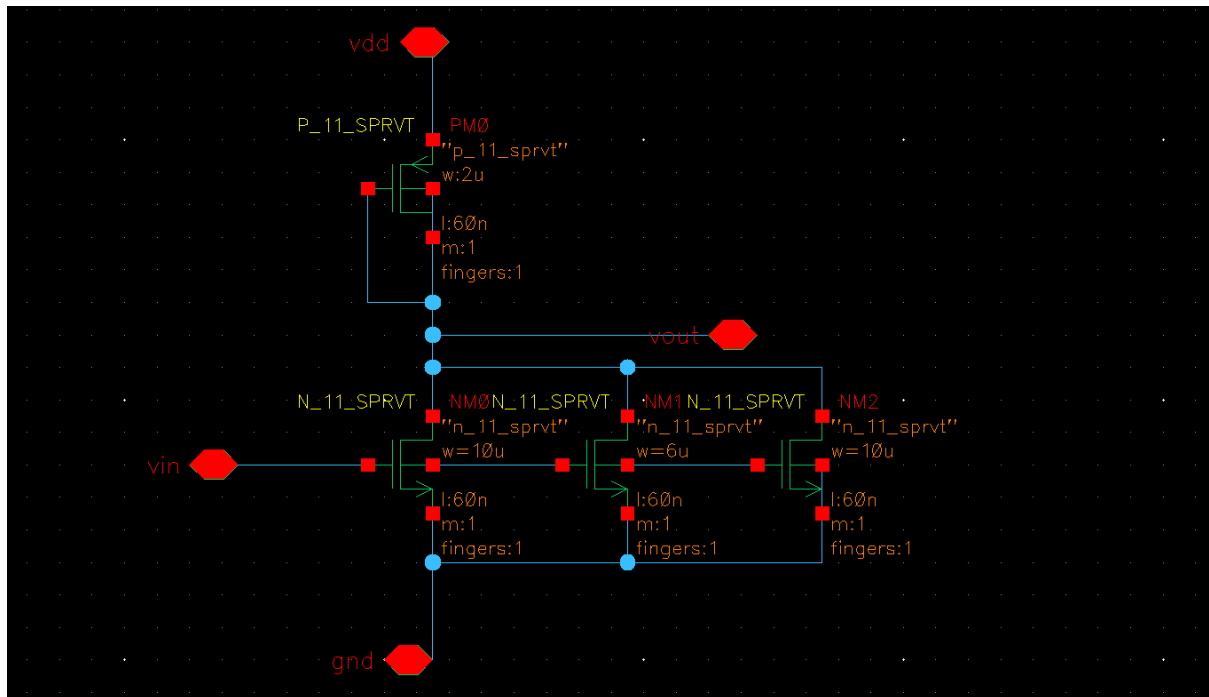 vdd
P_11_SPRVT PM0
"p_11_sprvt"
w:2u
l:60n
m:1
fingers:1
vout
N_11_SPRVT NM0 N_11_SPRVT NM1 N_11_SPRVT NM2
"n_11_sprvt" "n_11_sprvt" "n_11_sprvt"
w=10u w=6u w=10u
vin
l:60n l:60n l:60n
m:1 m:1 m:1
fingers:1 fingers:1 fingers:1
gnd